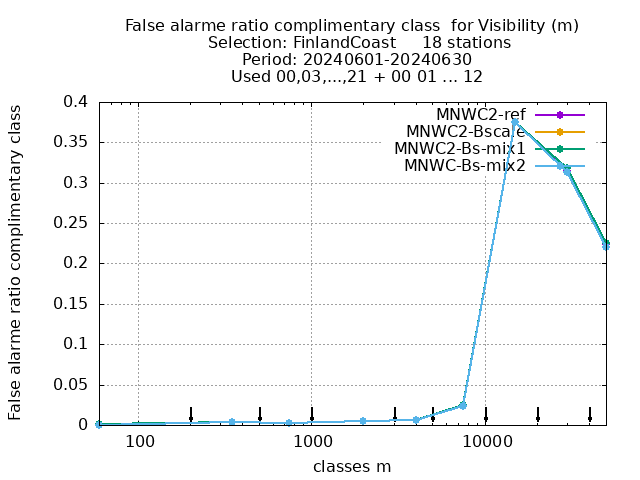 False alarme ratio complimentary class  for Visibility (m)
Selection: FinlandCoast     18 stations
Period: 20240601-20240630
Used 00,03,...,21 + 00 01 ... 12
False alarme ratio complimentary class
0.4
0.35
0.3
0.25
0.2
0.15
0.1
0.05
0
MNWC2-ref
MNWC2-Bscale
MNWC2-Bs-mix1
MNWC-Bs-mix2
100 1000 10000
classes m